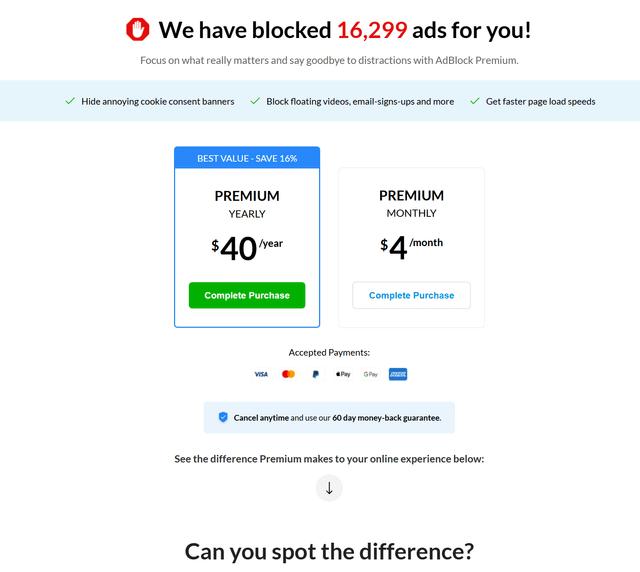 We have blocked 16,299 ads for you!
Focus on what really matters and say goodbye to distractions with AdBlock Premium.
Hide annoying cookie consent banners
Block floating videos, email-signs-ups and more
Get faster page load speeds
BEST VALUE - SAVE 16%
PREMIUM
YEARLY
$40/year
Complete Purchase
PREMIUM
MONTHLY
$4/month
Complete Purchase
Accepted Payments:
VISA
Pay
G Pay
AMERICAN EXPRESS
Cancel anytime and use our 60 day money-back guarantee.
See the difference Premium makes to your online experience below:
Can you spot the difference?